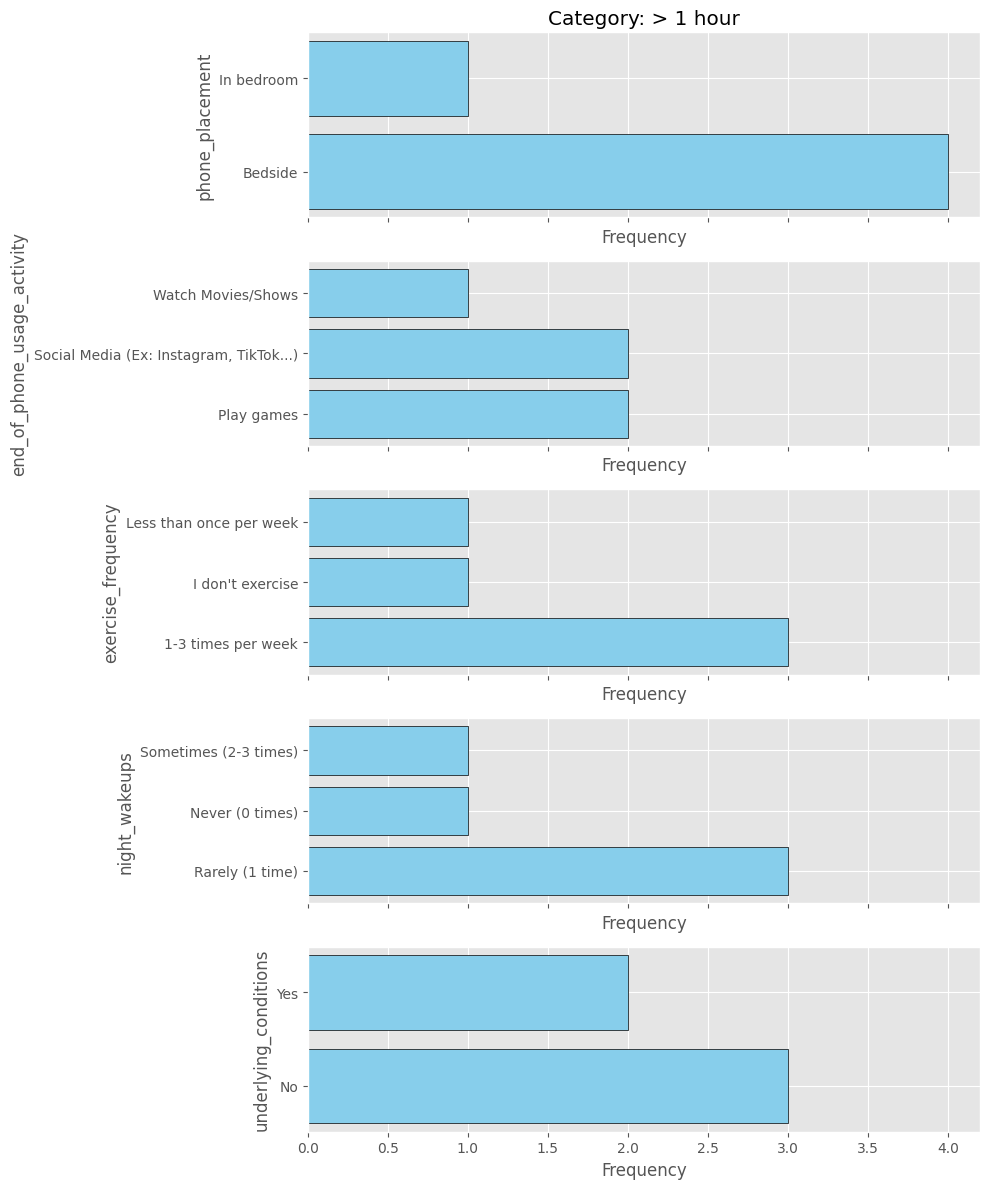 Category: > 1 hour
phone_placement
In bedroom
Bedside
Frequency
end_of_phone_usage_activity
Watch Movies/Shows
Social Media (Ex: Instagram, TikTok...)
Play games
Frequency
exercise_frequency
Less than once per week
I don't exercise
1-3 times per week
Frequency
night_wakeups
Sometimes (2-3 times)
Never (0 times)
Rarely (1 time)
Frequency
underlying_conditions
Yes
No
0.0 0.5 1.0 1.5 2.0 2.5 3.0 3.5 4.0
Frequency